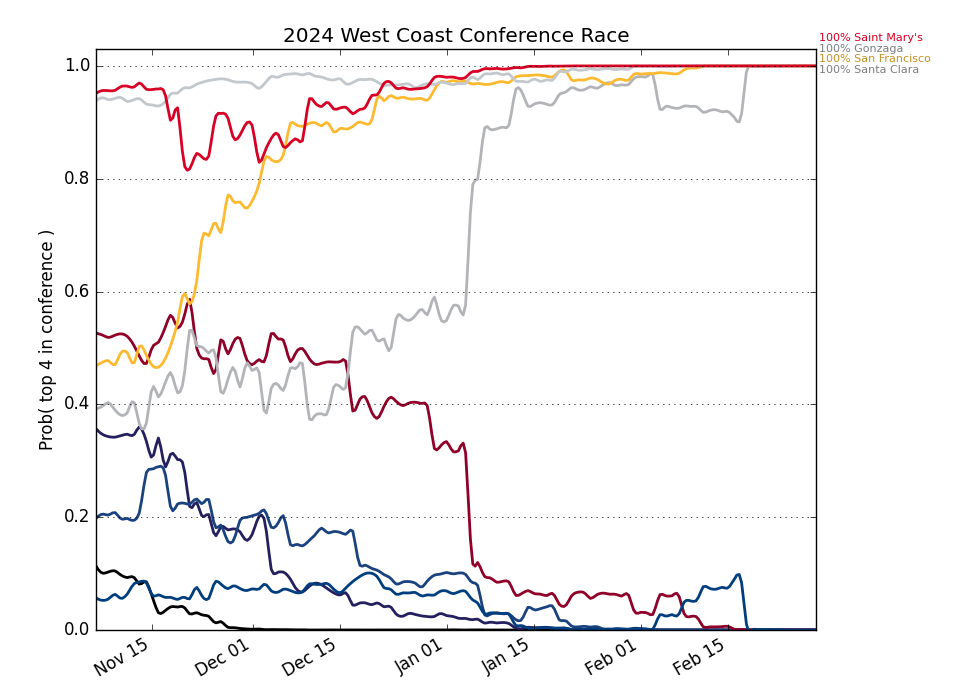 2024 West Coast Conference Race
100% Saint Mary's
100% Gonzaga
100% San Francisco
100% Santa Clara
Prob( top 4 in conference )
1.0
0.8
0.6
0.4
0.2
0.0
Nov 15
Dec 01
Dec 15
Jan 01
Jan 15
Feb 01
Feb 15